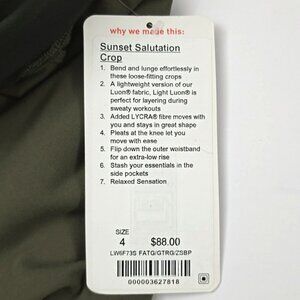 why we made this:
Sunset Salutation
Crop
1. Bend and lunge effortlessly in
these loose-fitting crops
2. A lightweight version of our
Luon® fabric, Light Luon® is
perfect for layering during
sweaty workouts
3. Added LYCRA® fibre moves with
you and stays in great shape
4. Pleats at the knee let you move
with ease
5. Flip down the outer waistband
for an extra-low rise
6. Stash your essentials in the
side pockets
7. Relaxed Sensation
SIZE
4 $88.00
LW6F73S FATG/GTRG/ZSBP
000003627818